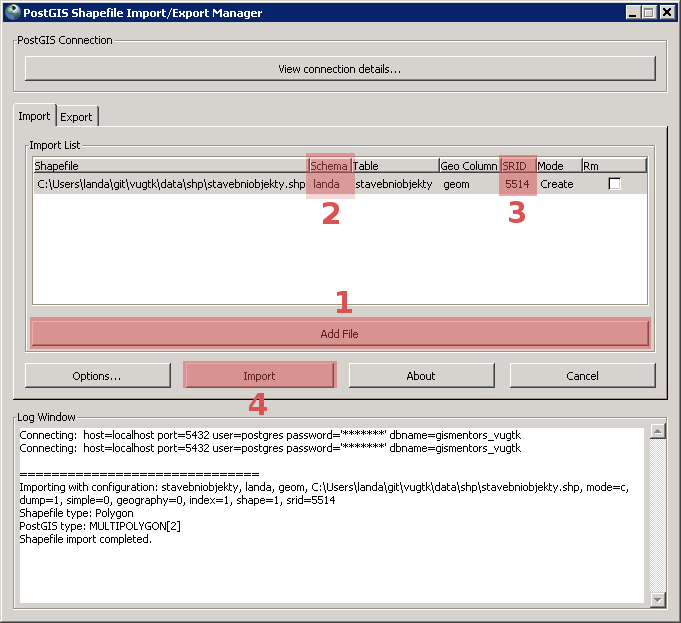 PostGIS Shapefile Import/Export Manager
PostGIS Connection
View connection details...
Import Export
Import List
Shapefile Schema Table Geo Column SRID Mode Rm
C:\Users\landa\git\vugtk\data\shp\stavebniobjekty.shp landa stavebniobjekty geom 5514 Create
2 3
1
Add File
Options... Import About Cancel
4
Log Window
Connecting: host=localhost port=5432 user=postgres password='*******' dbname=gismentors_vugtk
Connecting: host=localhost port=5432 user=postgres password='*******' dbname=gismentors_vugtk
==============================
Importing with configuration: stavebniobjekty, landa, geom, C:\Users\landa\git\vugtk\data\shp\stavebniobjekty.shp, mode=c,
dump=1, simple=0, geography=0, index=1, shape=1, srid=5514
Shapefile type: Polygon
PostGIS type: MULTIPOLYGON[2]
Shapefile import completed.